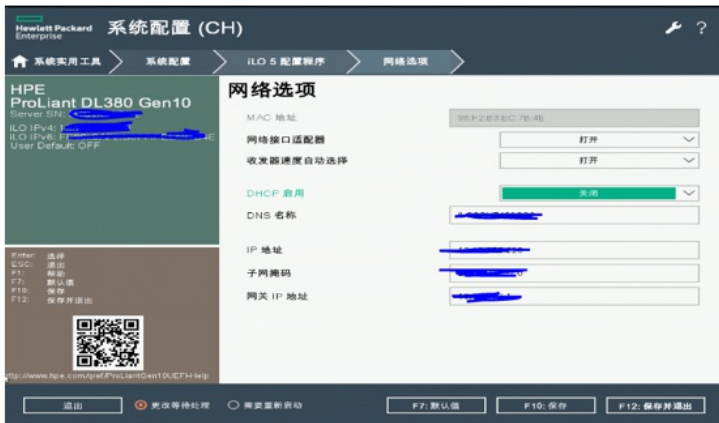 Hewlett Packard
Enterprise
系统配置 (CH)
?
系统实用工具
系统配置
iLO 5 配置程序
网络选项
HPE
ProLiant DL380 Gen10
Server SN:
iLO IPv4:
iLO IPv6:
User Default: OFF
Enter: 选择
ESC: 退出
F1: 帮助
F7: 默认值
F10: 保存
F12: 保存并退出
http://www.hpe.com/qref/ProLiantGen10UEFI-Help
网络选项
MAC 地址
网络接口适配器 打开
收发器速度自动选择 打开
DHCP 启用 关闭
DNS 名称
IP 地址
子网掩码
网关 IP 地址
退出
更改等待处理
需要重新启动
F7: 默认值
F10: 保存
F12: 保存并退出